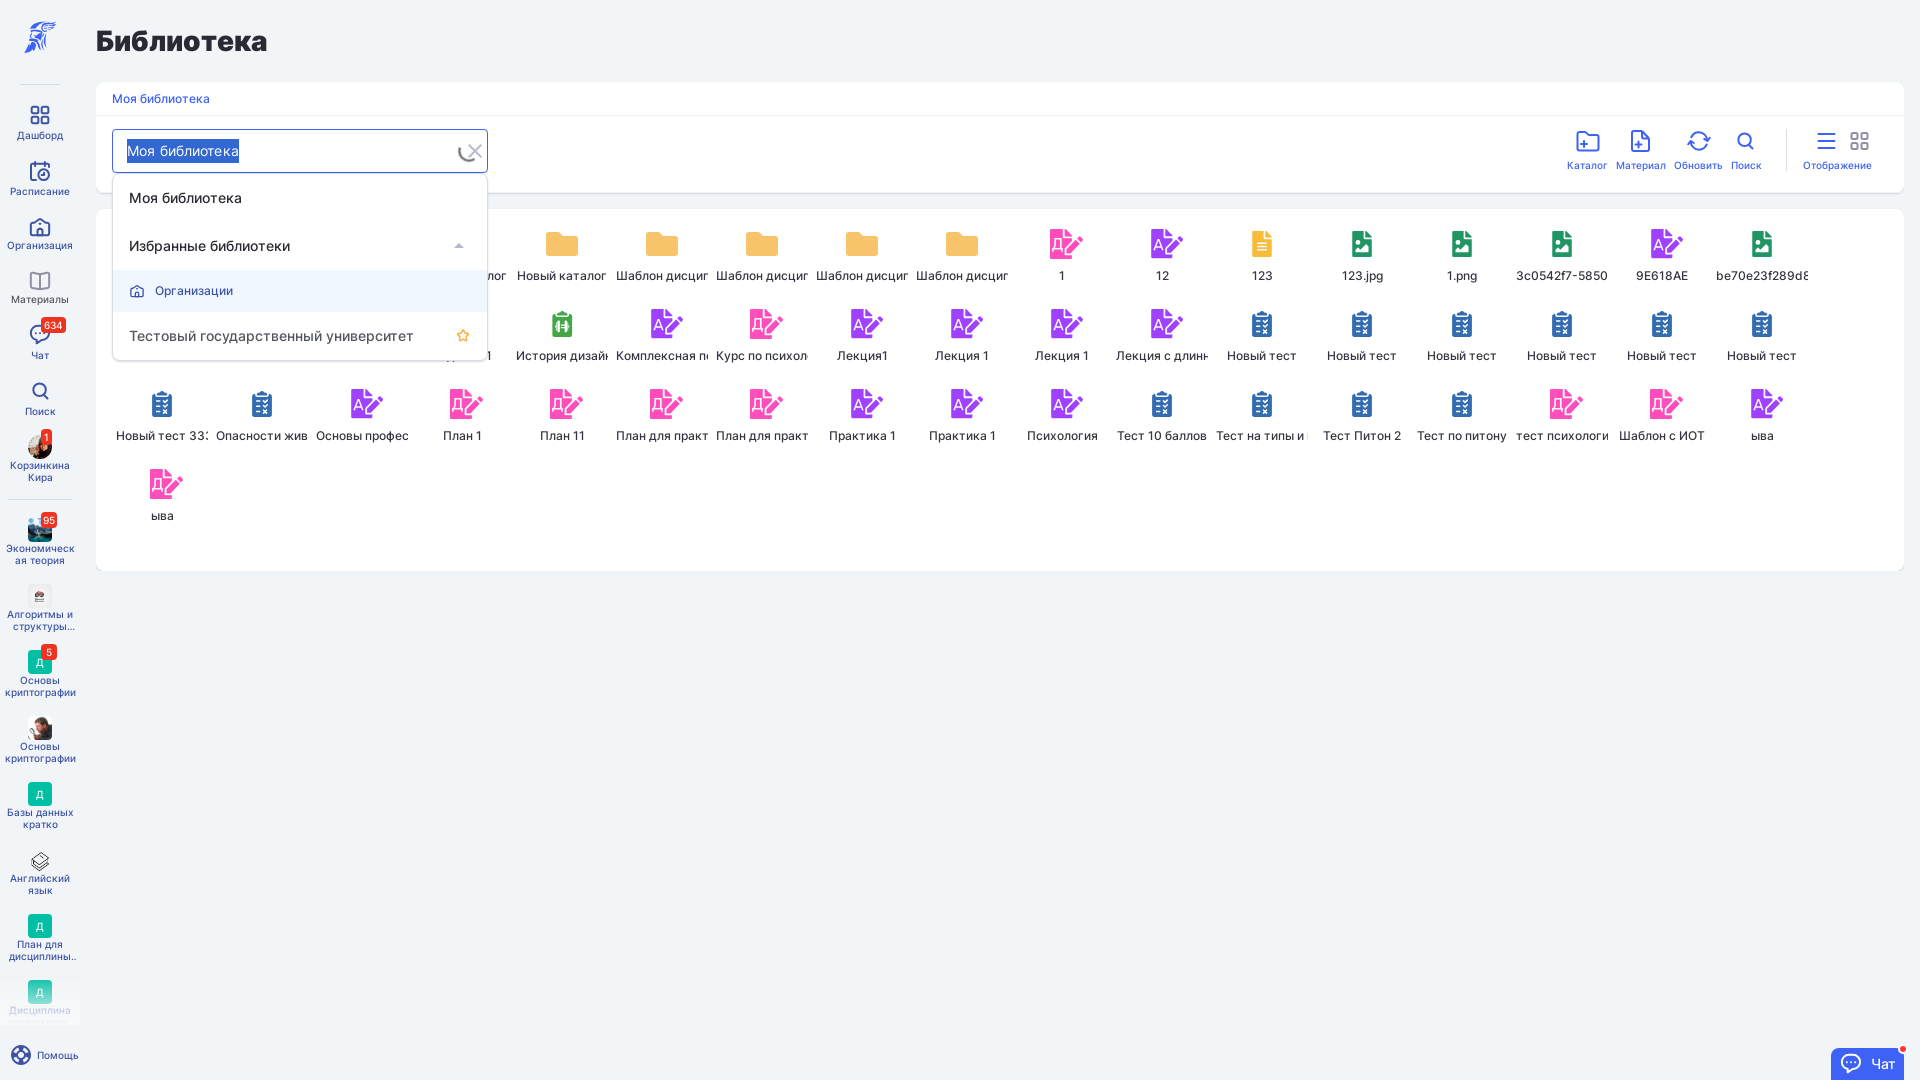 Библиотека
Моя библиотека
Моя библиотека
Каталог
Материал
Обновить
Поиск
Отображение
Моя библиотека
Избранные библиотеки
Организации
Тестовый государственный университет
Дашборд
Расписание
Организация
Материалы
634
Чат
Поиск
1
Корзинкина
Кира
95
Экономическ
ая теория
Алгоритмы и
структуры...
Д
5
Основы
криптографии
Основы
криптографии
Д
Базы данных
кратко
Английский
язык
Д
План для
дисциплины..
Д
Дисциплина
Помощь
лог
Новый каталог
Шаблон дисцип
Шаблон дисцип
Шаблон дисцип
Шаблон дисцип
1
12
123
123.jpg
1.png
3c0542f7-5850
9E618AE
be70e23f289d8
1
История дизайн
Комплексная по
Курс по психоло
Лекция1
Лекция 1
Лекция 1
Лекция с длинн
Новый тест
Новый тест
Новый тест
Новый тест
Новый тест
Новый тест
Новый тест 333
Опасности жив
Основы профес
План 1
План 11
План для практ
План для практ
Практика 1
Практика 1
Психология
Тест 10 баллов
Тест на типы и
Тест Питон 2
Тест по питону
тест психологи
Шаблон с ИОТ
ыва
ыва
Чат